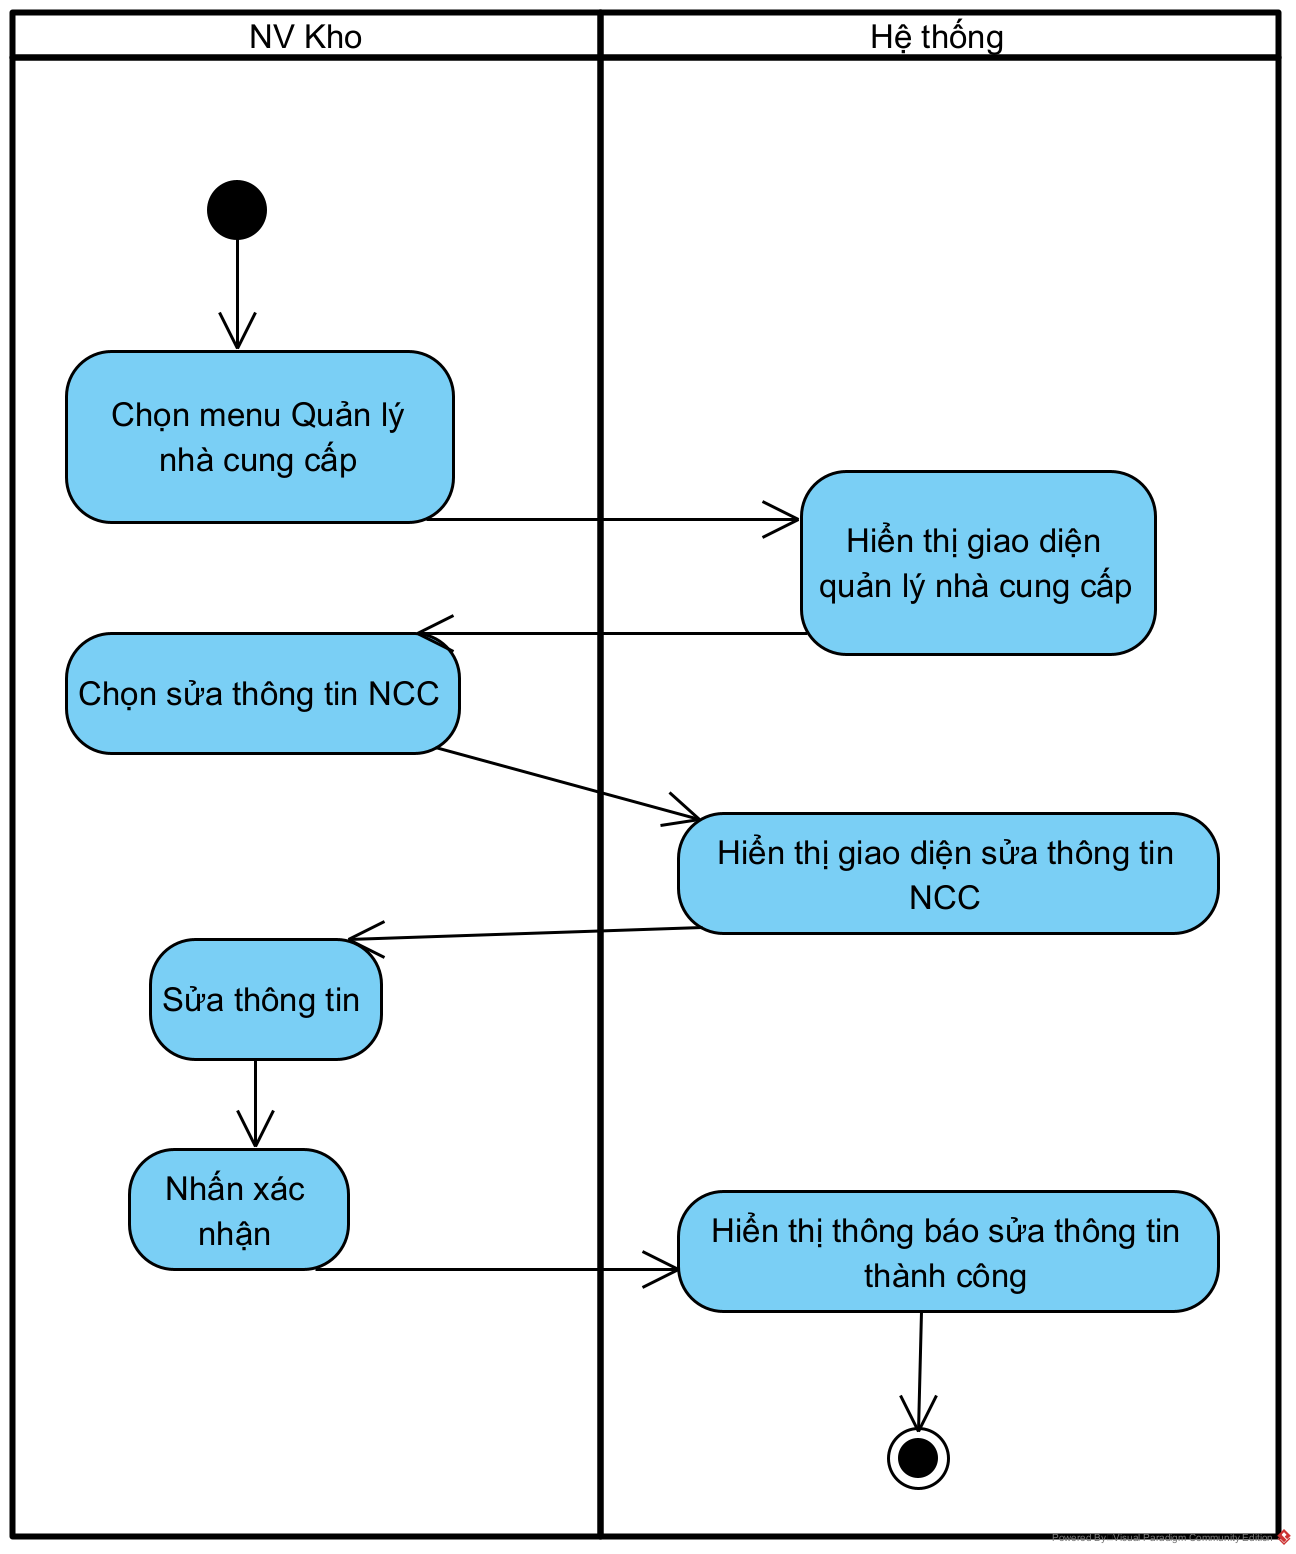 NV Kho
Hệ thống
Chọn menu Quản lý
nhà cung cấp
Hiển thị giao diện
quản lý nhà cung cấp
Chọn sửa thông tin NCC
Hiển thị giao diện sửa thông tin
NCC
Sửa thông tin
Nhấn xác
nhận
Hiển thị thông báo sửa thông tin
thành công
Powered By Visual Paradigm Community Edition